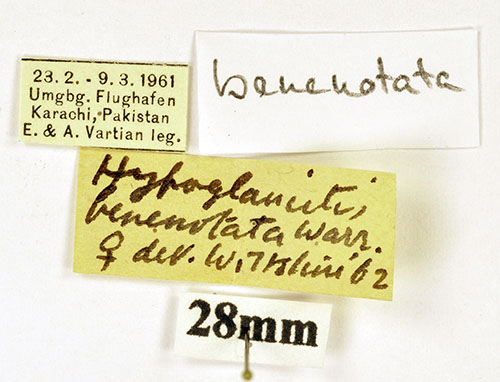 23. 2. - 9. 3. 1961
Umgbg. Flughafen
Karachi, Pakistan
E. & A. Vartian leg.
benenotata
Hypoglaucitis
benenotata Warr.
♀ det. Wiltshire '62
28mm